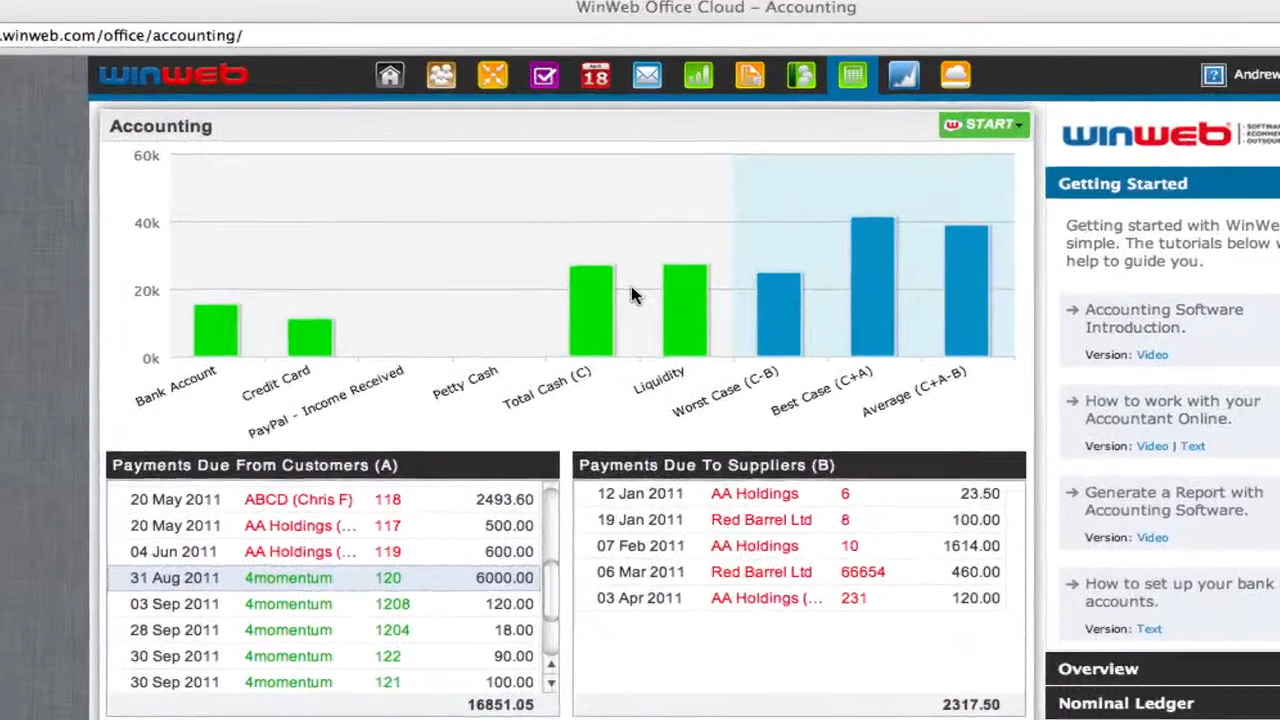 WinWeb Office Cloud – Accounting
.winweb.com/office/accounting/
winweb
April
18
? Andrew
Accounting
w START
60k
40k
20k
0k
Bank Account
Credit Card
PayPal - Income Received
Petty Cash
Total Cash (C)
Liquidity
Worst Case (C-B)
Best Case (C+A)
Average (C+A-B)
Payments Due From Customers (A)
20 May 2011 ABCD (Chris F) 118 2493.60
20 May 2011 AA Holdings (... 117 500.00
04 Jun 2011 AA Holdings (... 119 600.00
31 Aug 2011 4momentum 120 6000.00
03 Sep 2011 4momentum 1208 120.00
28 Sep 2011 4momentum 1204 18.00
30 Sep 2011 4momentum 122 90.00
30 Sep 2011 4momentum 121 100.00
16851.05
Payments Due To Suppliers (B)
12 Jan 2011 AA Holdings 6 23.50
19 Jan 2011 Red Barrel Ltd 8 100.00
07 Feb 2011 AA Holdings 10 1614.00
06 Mar 2011 Red Barrel Ltd 66654 460.00
03 Apr 2011 AA Holdings (... 231 120.00
2317.50
winweb®
Getting Started
Getting started with WinWe
simple. The tutorials below w
help to guide you.
Accounting Software
Introduction.
Version: Video
How to work with your
Accountant Online.
Version: Video | Text
Generate a Report with
Accounting Software.
Version: Video
How to set up your bank
accounts.
Version: Text
Overview
Nominal Ledger